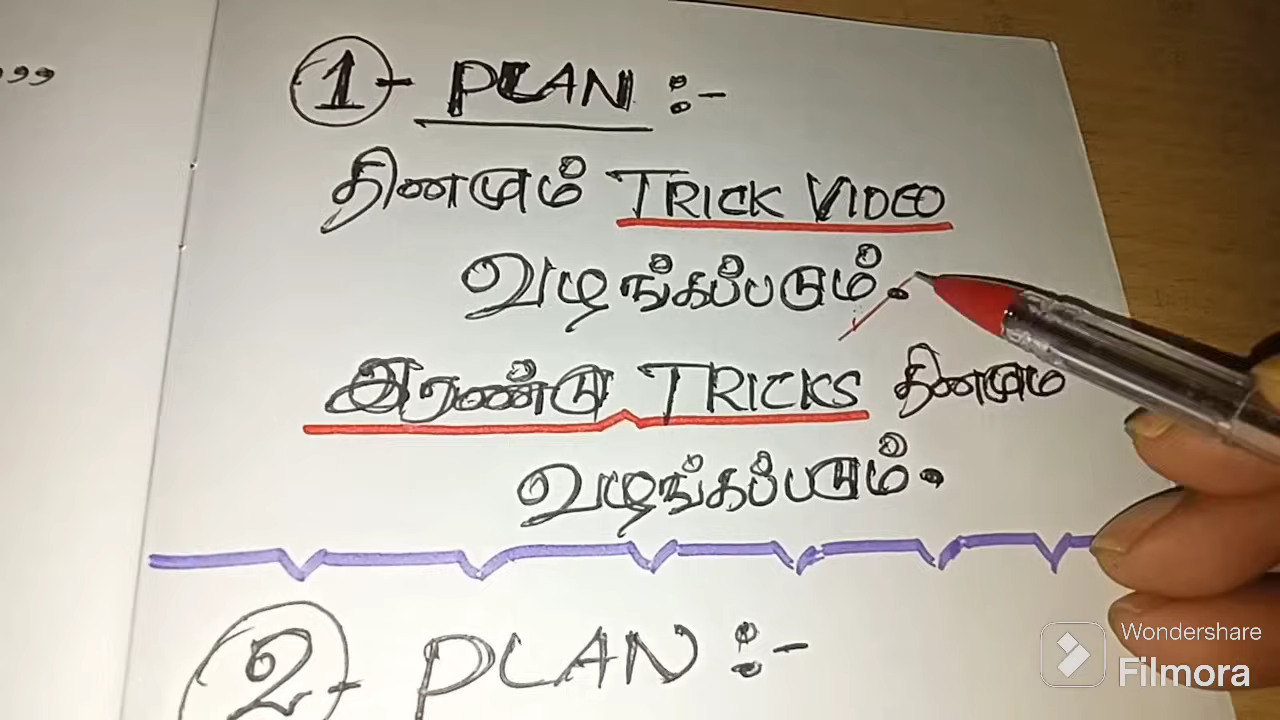 "
① - PLAN :-
தினமும் TRICK VIDEO
வழங்கப்படும்.
இரண்டு TRICKS தினமும்
வழங்கப்படும்.
② - PLAN :-
Wondershare
Filmora